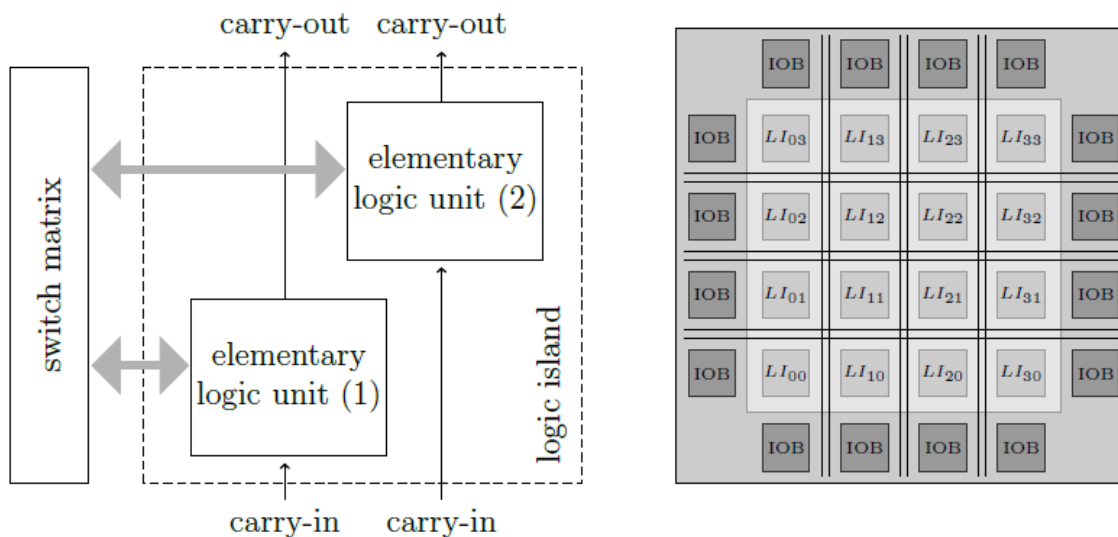 carry-out carry-out
switch matrix
elementary
logic unit (2)
elementary
logic unit (1)
logic island
carry-in carry-in
IOB IOB IOB IOB
IOB LI03 LI13 LI23 LI33 IOB
IOB LI02 LI12 LI22 LI32 IOB
IOB LI01 LI11 LI21 LI31 IOB
IOB LI00 LI10 LI20 LI30 IOB
IOB IOB IOB IOB